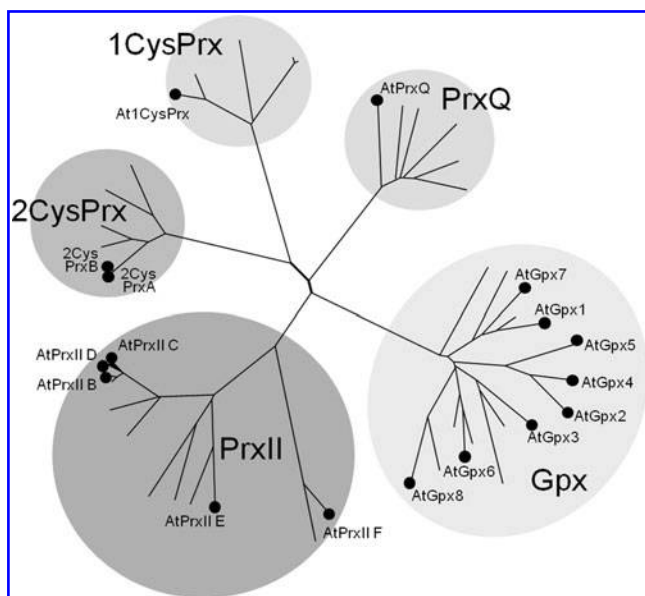 1CysPrx
At1CysPrx
AtPrxQ
PrxQ
2CysPrx
2Cys
PrxB
2Cys
PrxA
AtGpx7
AtGpx1
AtGpx5
AtGpx4
AtGpx2
AtGpx3
AtGpx6
AtGpx8
Gpx
AtPrxII C
AtPrxII D
AtPrxII B
PrxII
AtPrxII E
AtPrxII F